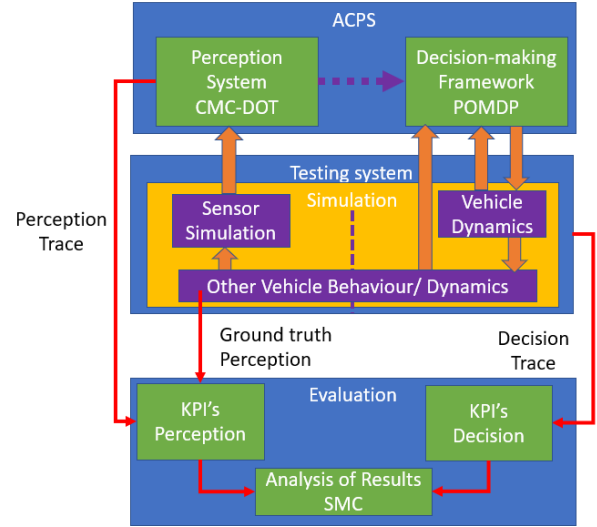 ACPS
Perception
System
CMC-DOT
Decision-making
Framework
POMDP
Testing system
Simulation
Sensor
Simulation
Vehicle
Dynamics
Other Vehicle Behaviour/ Dynamics
Perception
Trace
Ground truth
Perception
Decision
Trace
Evaluation
KPI's
Perception
KPI's
Decision
Analysis of Results
SMC